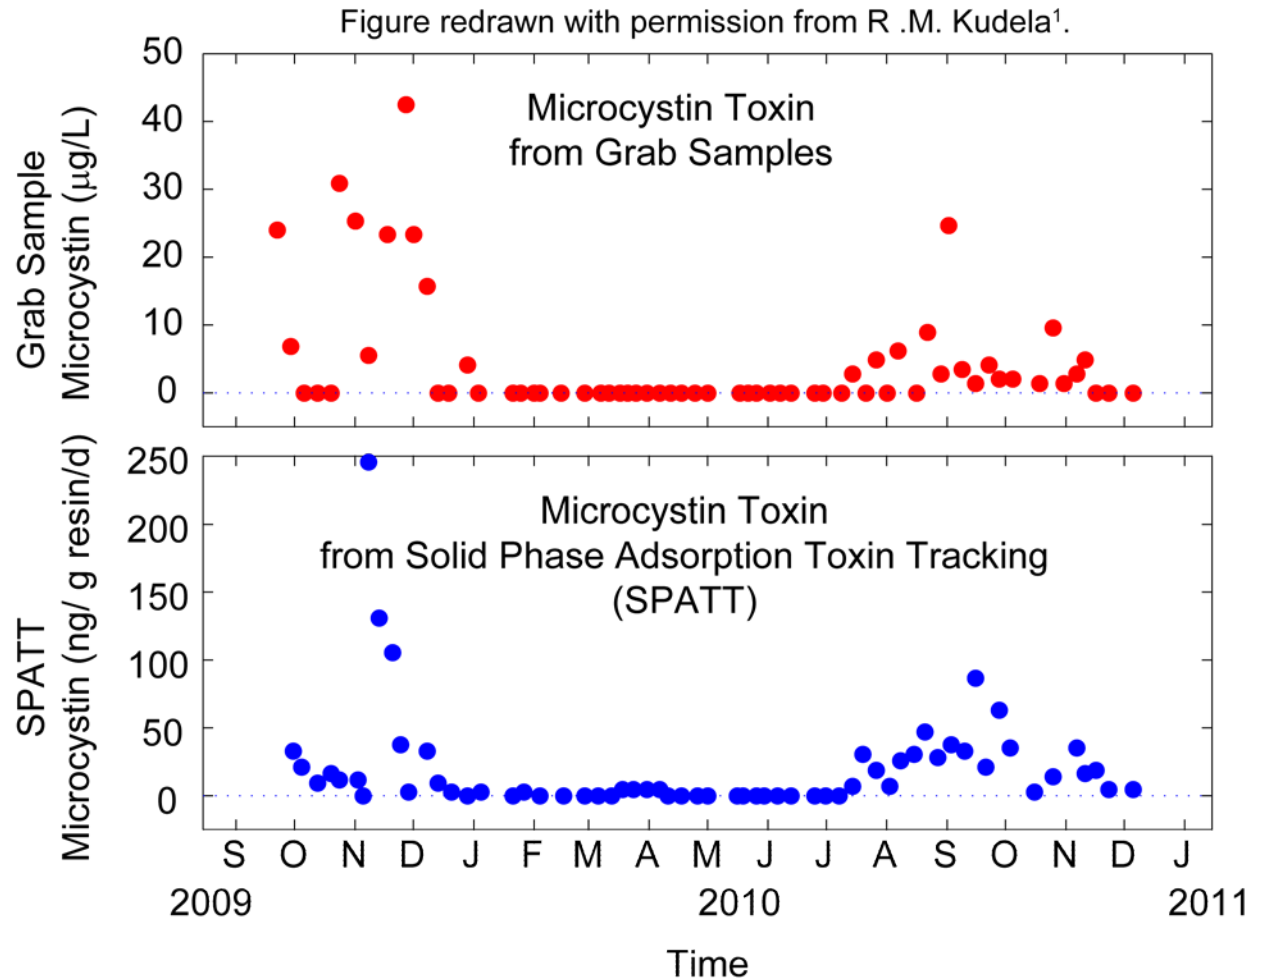 Figure redrawn with permission from R .M. Kudela¹.
50
40
30
20
10
0
Grab Sample
Microcystin (μg/L)
Microcystin Toxin
from Grab Samples
250
200
150
100
50
0
SPATT
Microcystin (ng/ g resin/d)
Microcystin Toxin
from Solid Phase Adsorption Toxin Tracking
(SPATT)
S O N D J F M A M J J A S O N D J
2009 2010 2011
Time